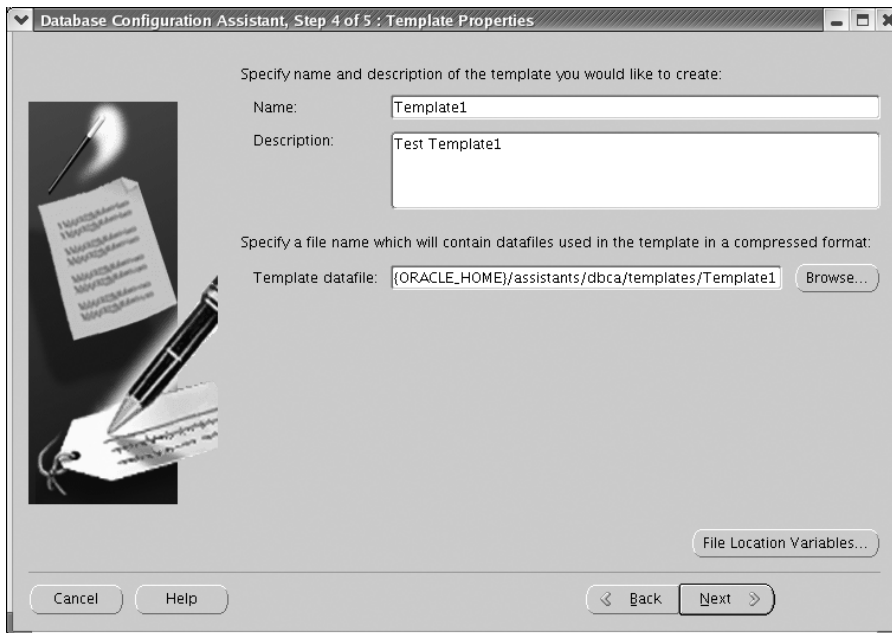 Database Configuration Assistant, Step 4 of 5 : Template Properties
Specify name and description of the template you would like to create:
Name: Template1
Description: Test Template1
Specify a file name which will contain datafiles used in the template in a compressed format:
Template datafile: {ORACLE_HOME}/assistants/dbca/templates/Template1 Browse...
File Location Variables...
Cancel Help Back Next